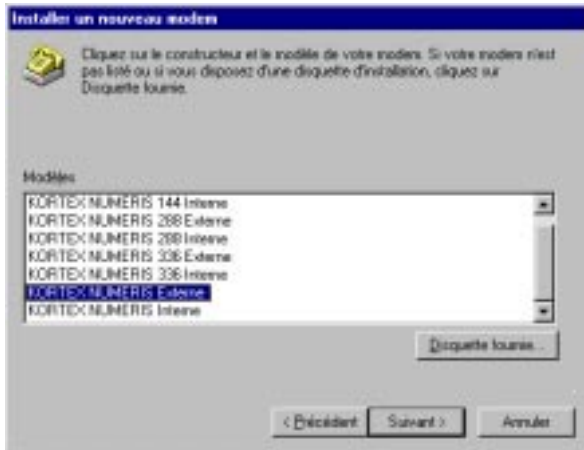 Installer un nouveau modem
Cliquez sur le constructeur et le modèle de votre modem. Si votre modem n'est
pas listé ou si vous disposez d'une disquette d'installation, cliquez sur
Disquette fournie.
Modèles
KORTEX NUMERIS 144 Interne
KORTEX NUMERIS 288 Externe
KORTEX NUMERIS 288 Interne
KORTEX NUMERIS 336 Externe
KORTEX NUMERIS 336 Interne
KORTEX NUMERIS Externe
KORTEX NUMERIS Interne
Disquette fournie...
< Précédent Suivant > Annuler